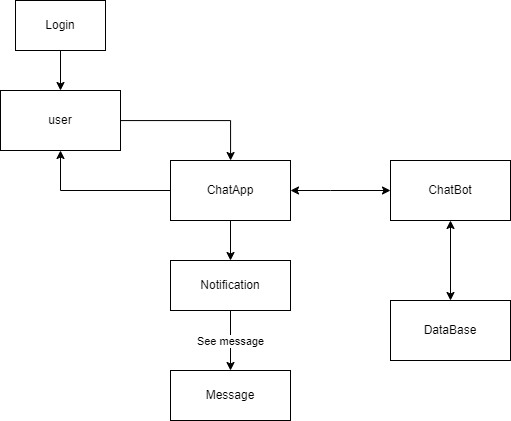 Login
user
ChatApp
ChatBot
Notification
See message
DataBase
Message